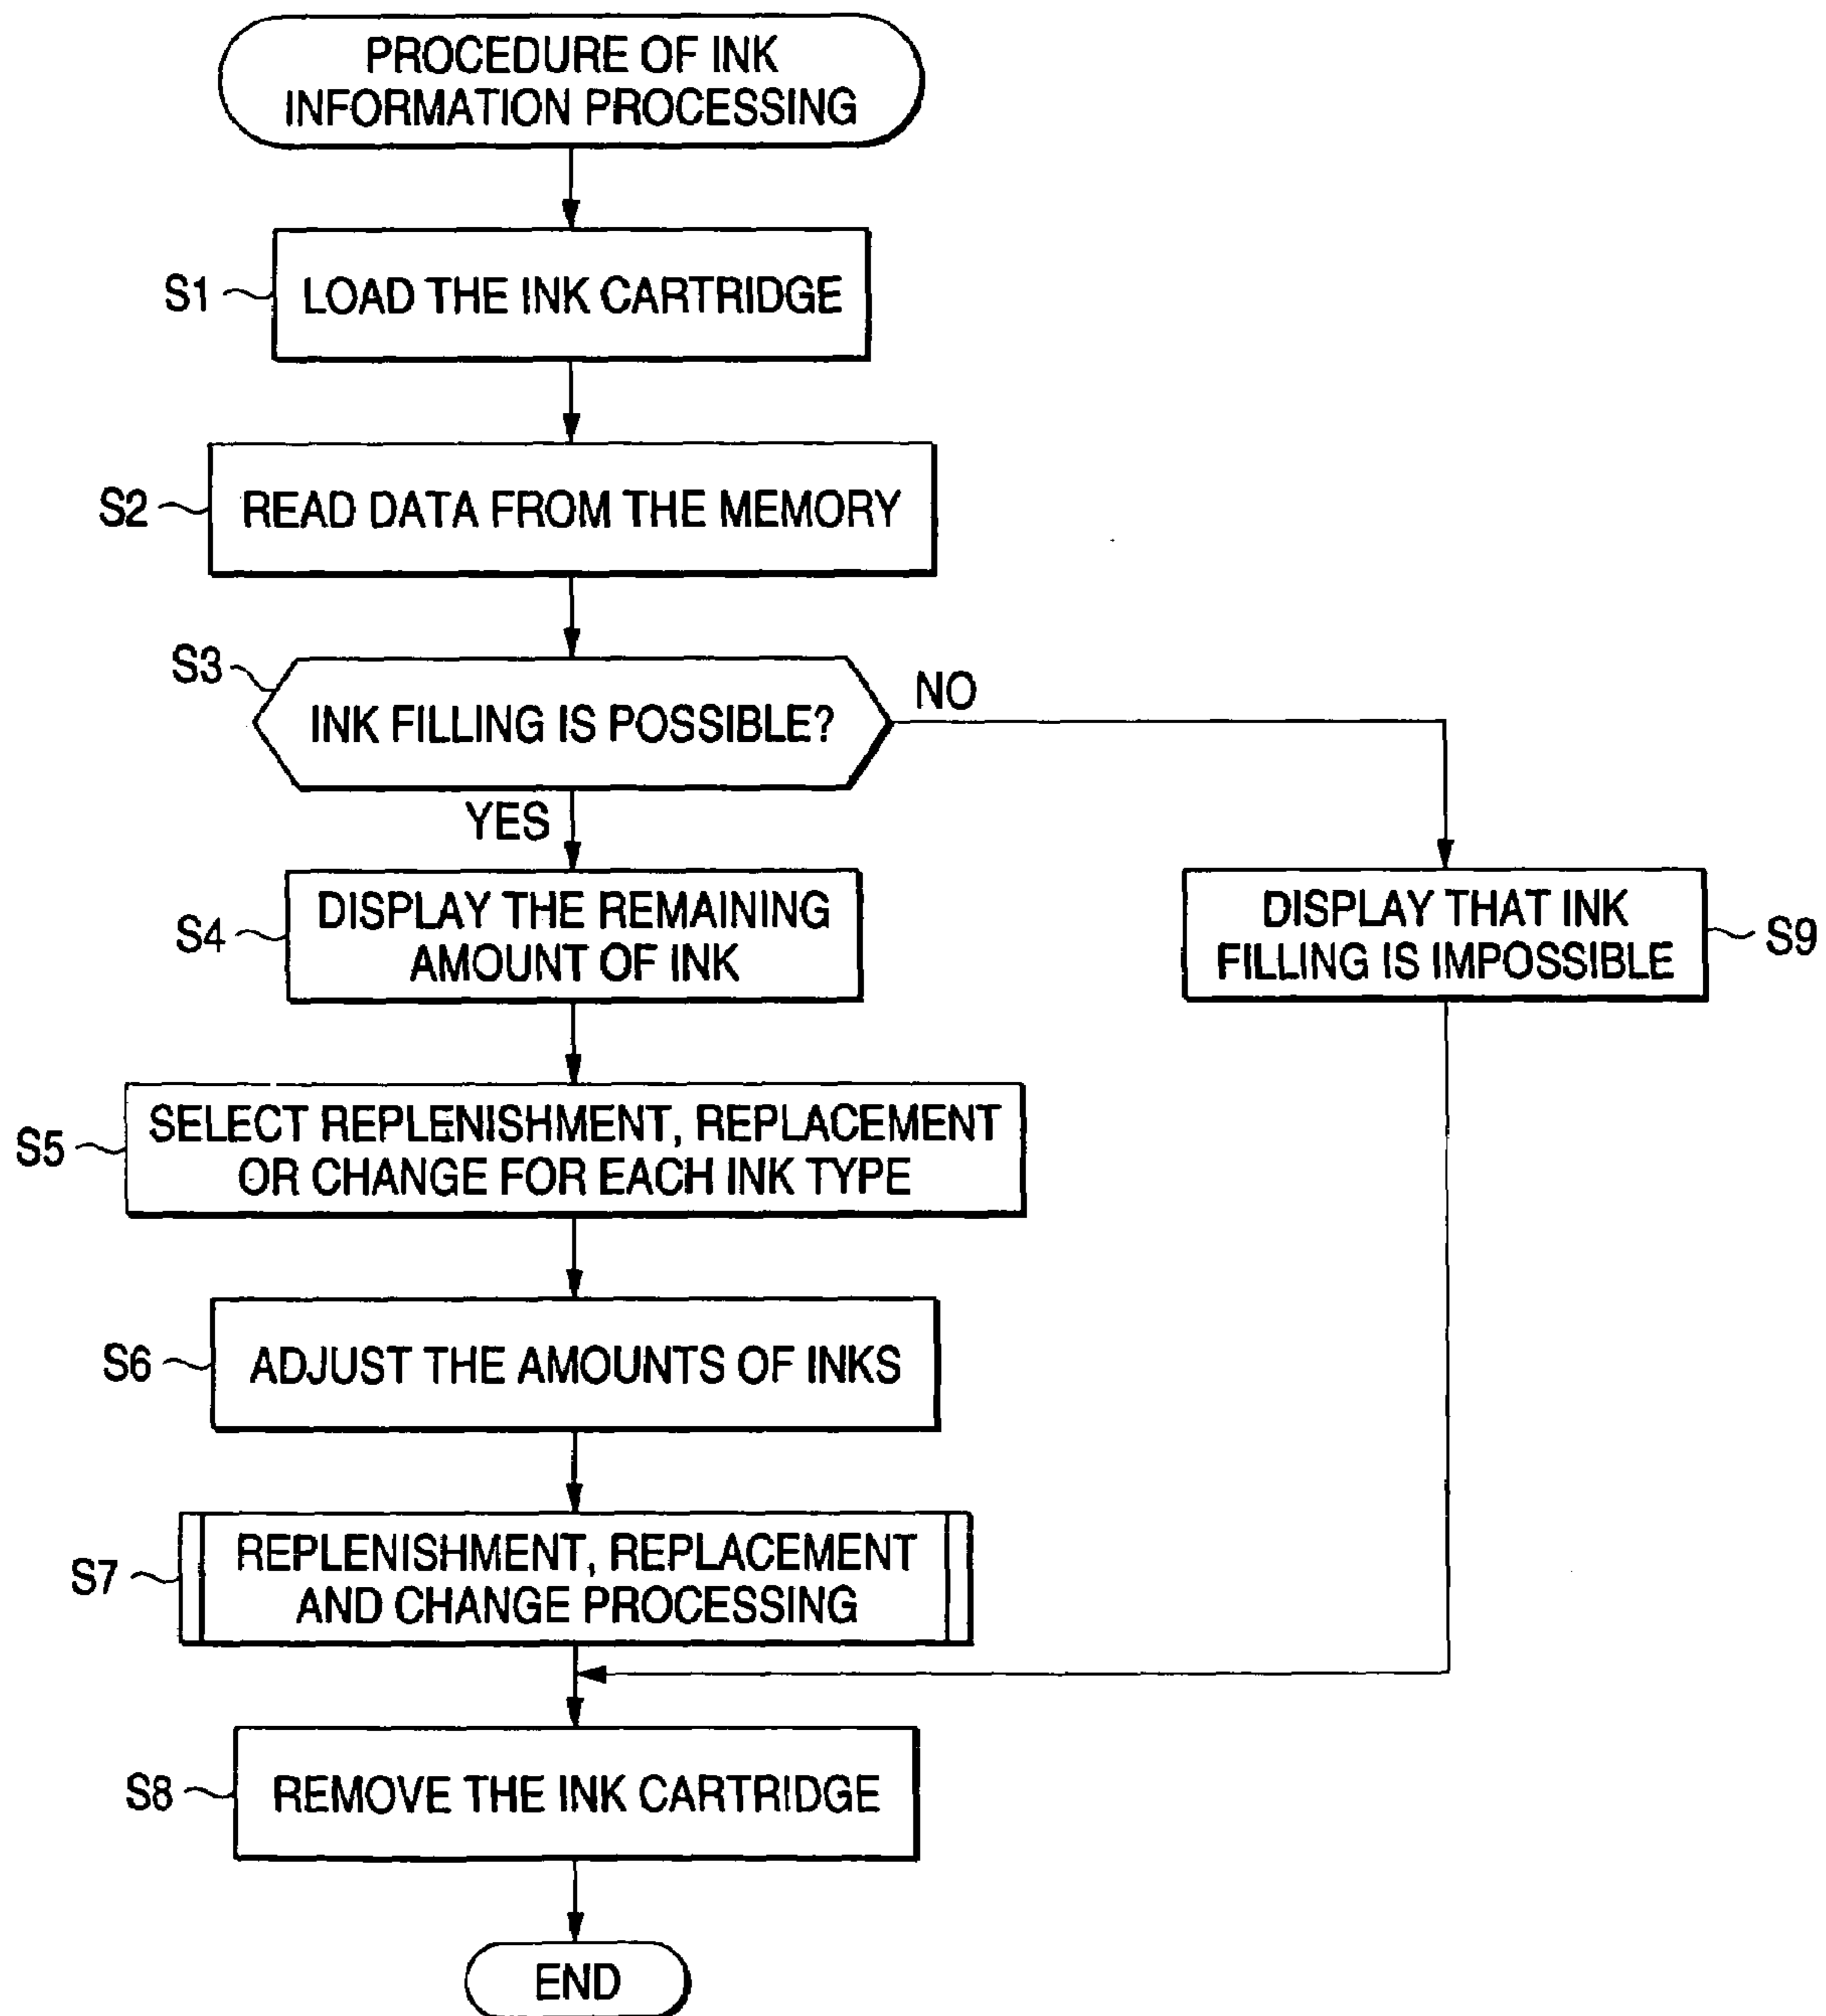 PROCEDURE OF INK
INFORMATION PROCESSING
S1
LOAD THE INK CARTRIDGE
S2
READ DATA FROM THE MEMORY
S3
INK FILLING IS POSSIBLE?
NO
YES
S4
DISPLAY THE REMAINING
AMOUNT OF INK
DISPLAY THAT INK
FILLING IS IMPOSSIBLE
S9
S5
SELECT REPLENISHMENT, REPLACEMENT
OR CHANGE FOR EACH INK TYPE
S6
ADJUST THE AMOUNTS OF INKS
S7
REPLENISHMENT, REPLACEMENT
AND CHANGE PROCESSING
S8
REMOVE THE INK CARTRIDGE
END